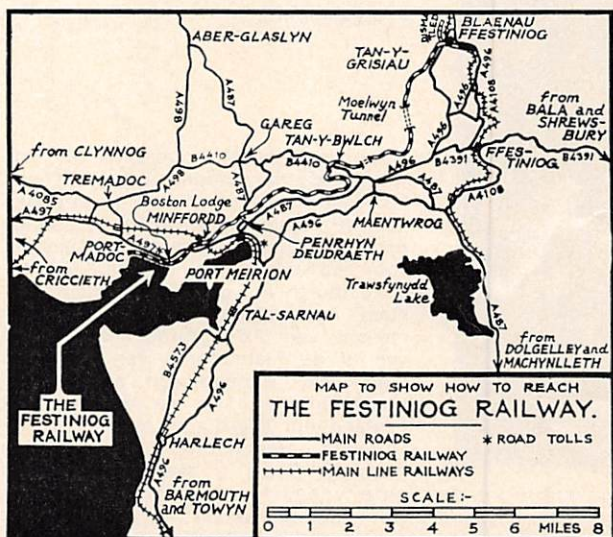 ABER-GLASLYN
BLAENAU
FFESTINIOG
TAN-Y-
GRISIAU
DISMA
TLED
A496
A4108
A498
A487
Moelwyn
Tunnel
A496
A496
from
BALA and
SHREWS-
BURY
GAREG
TAN-Y-BWLCH
from CLYNNOG
B4410
B4410
A496
B4391
FFES-
TINIOG
B4391
TREMADOC
A498
A487
A4085
A497
Boston Lodge
MINFFORDD
A487
A496
A487
A4108
MAENTWROG
PORT-
MADOC
A497
PENRHYN
DEUDRAETH
from
CRICCIETH
PORT MEIRION
Trawsfynydd
Lake
TAL-SARNAU
A487
B4573
A496
from
DOLGELLEY and
MACHYNLLETH
THE
FESTINIOG
RAILWAY
HARLECH
A496
from
BARMOUTH
and TOWYN
MAP TO SHOW HOW TO REACH
THE FESTINIOG RAILWAY.
MAIN ROADS * ROAD TOLLS
FESTINIOG RAILWAY
MAIN LINE RAILWAYS
SCALE:-
0 1 2 3 4 5 6 MILES 8